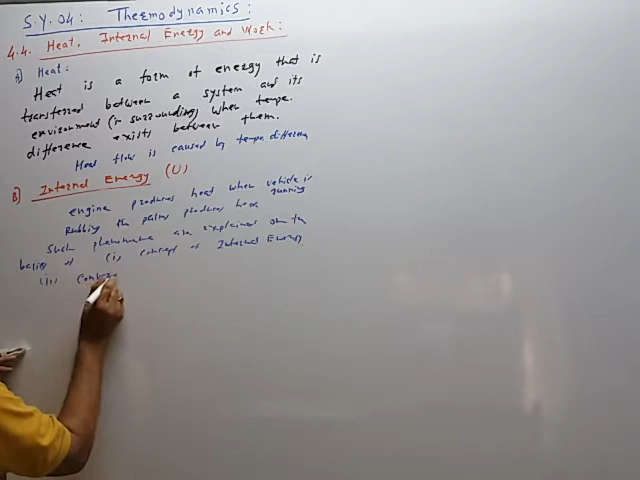 S.Y. 04: Thermodynamics:
4.4. Heat, Internal Energy and Work:
A) Heat:
Heat is a form of energy that is
transferred between a system and its
environment (or surrounding) when tempe.
difference exists between them.
Heat flow is caused by tempe difference
B) Internal Energy (U)
engine produces heat when vehicle is
running
Rubbing the palms produces heat
Such phenomena are explained on the
basis of (i) concept of Internal Energy
(ii)